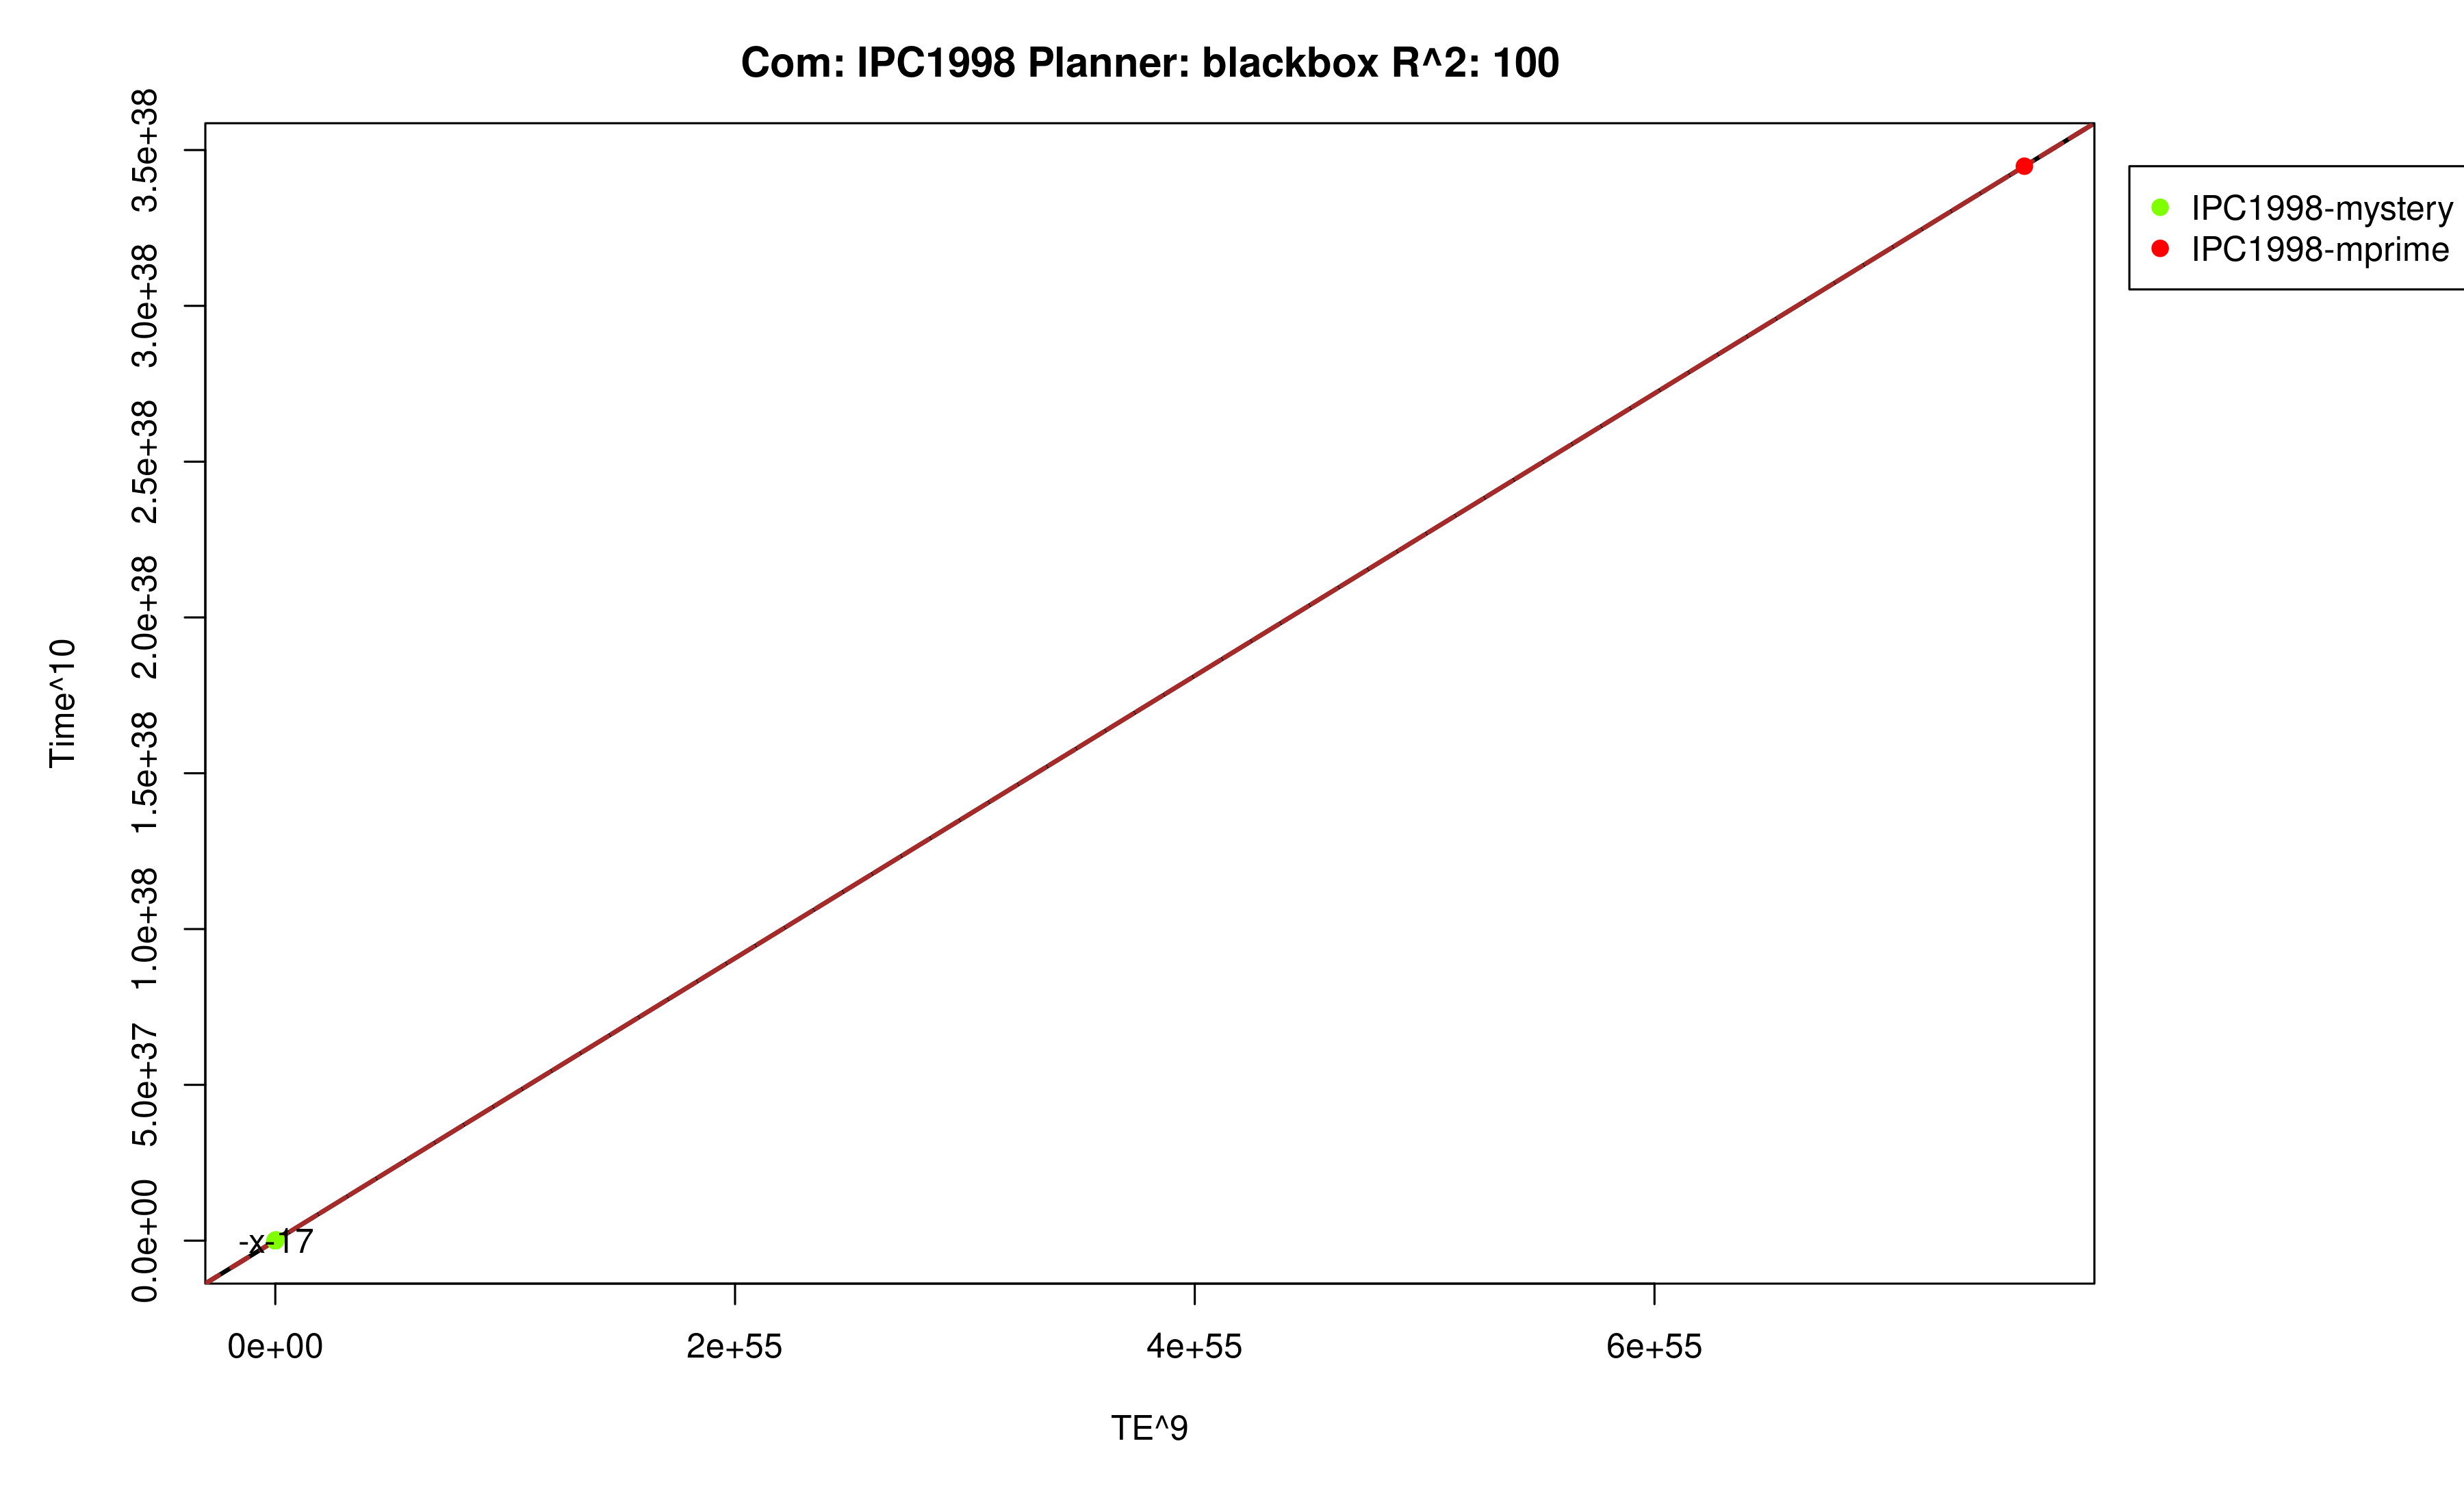 Com: IPC1998 Planner: blackbox R^2: 100
3.5e+38
3.0e+38
2.5e+38
2.0e+38
1.5e+38
1.0e+38
5.0e+37
0.0e+00
Time^10
-x-17
0e+00
2e+55
4e+55
6e+55
TE^9
IPC1998-mystery
IPC1998-mprime